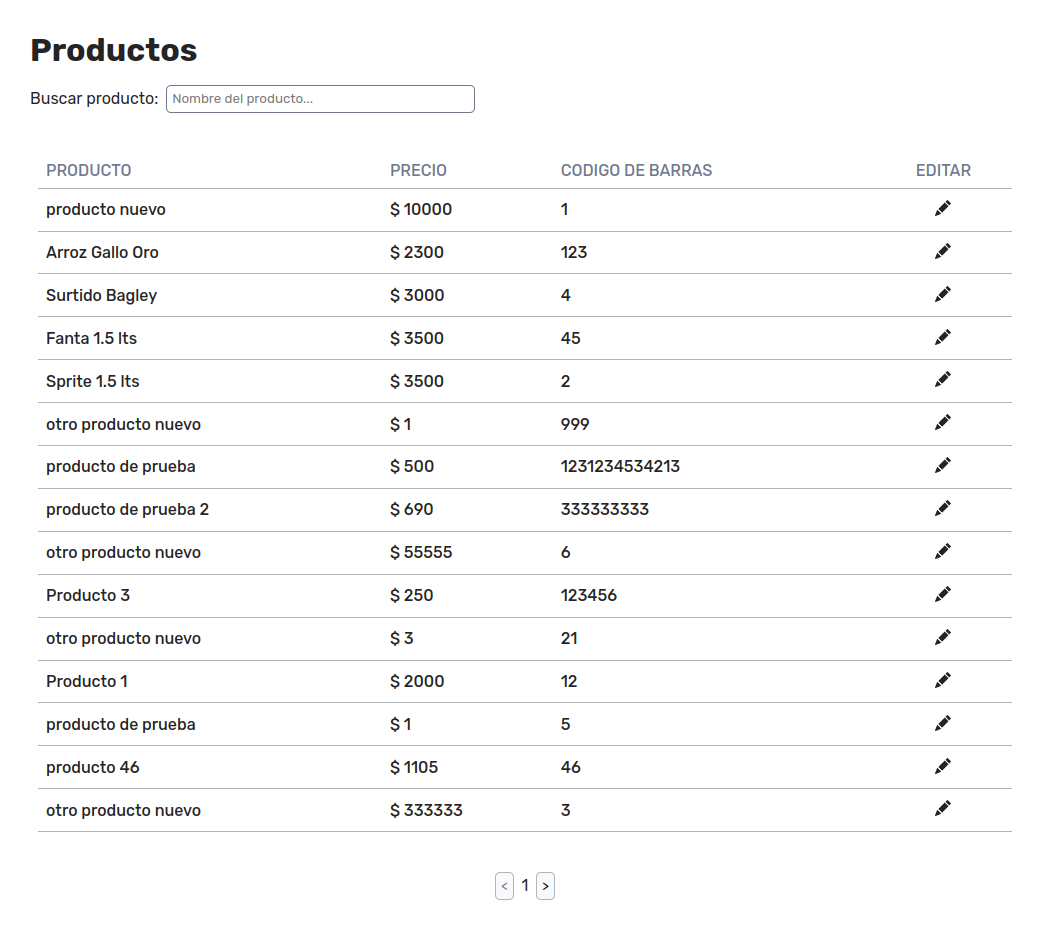 Productos
Buscar producto: Nombre del producto...
PRODUCTO PRECIO CODIGO DE BARRAS EDITAR
producto nuevo $ 10000 1
Arroz Gallo Oro $ 2300 123
Surtido Bagley $ 3000 4
Fanta 1.5 lts $ 3500 45
Sprite 1.5 lts $ 3500 2
otro producto nuevo $ 1 999
producto de prueba $ 500 1231234534213
producto de prueba 2 $ 690 333333333
otro producto nuevo $ 55555 6
Producto 3 $ 250 123456
otro producto nuevo $ 3 21
Producto 1 $ 2000 12
producto de prueba $ 1 5
producto 46 $ 1105 46
otro producto nuevo $ 333333 3
< 1 >